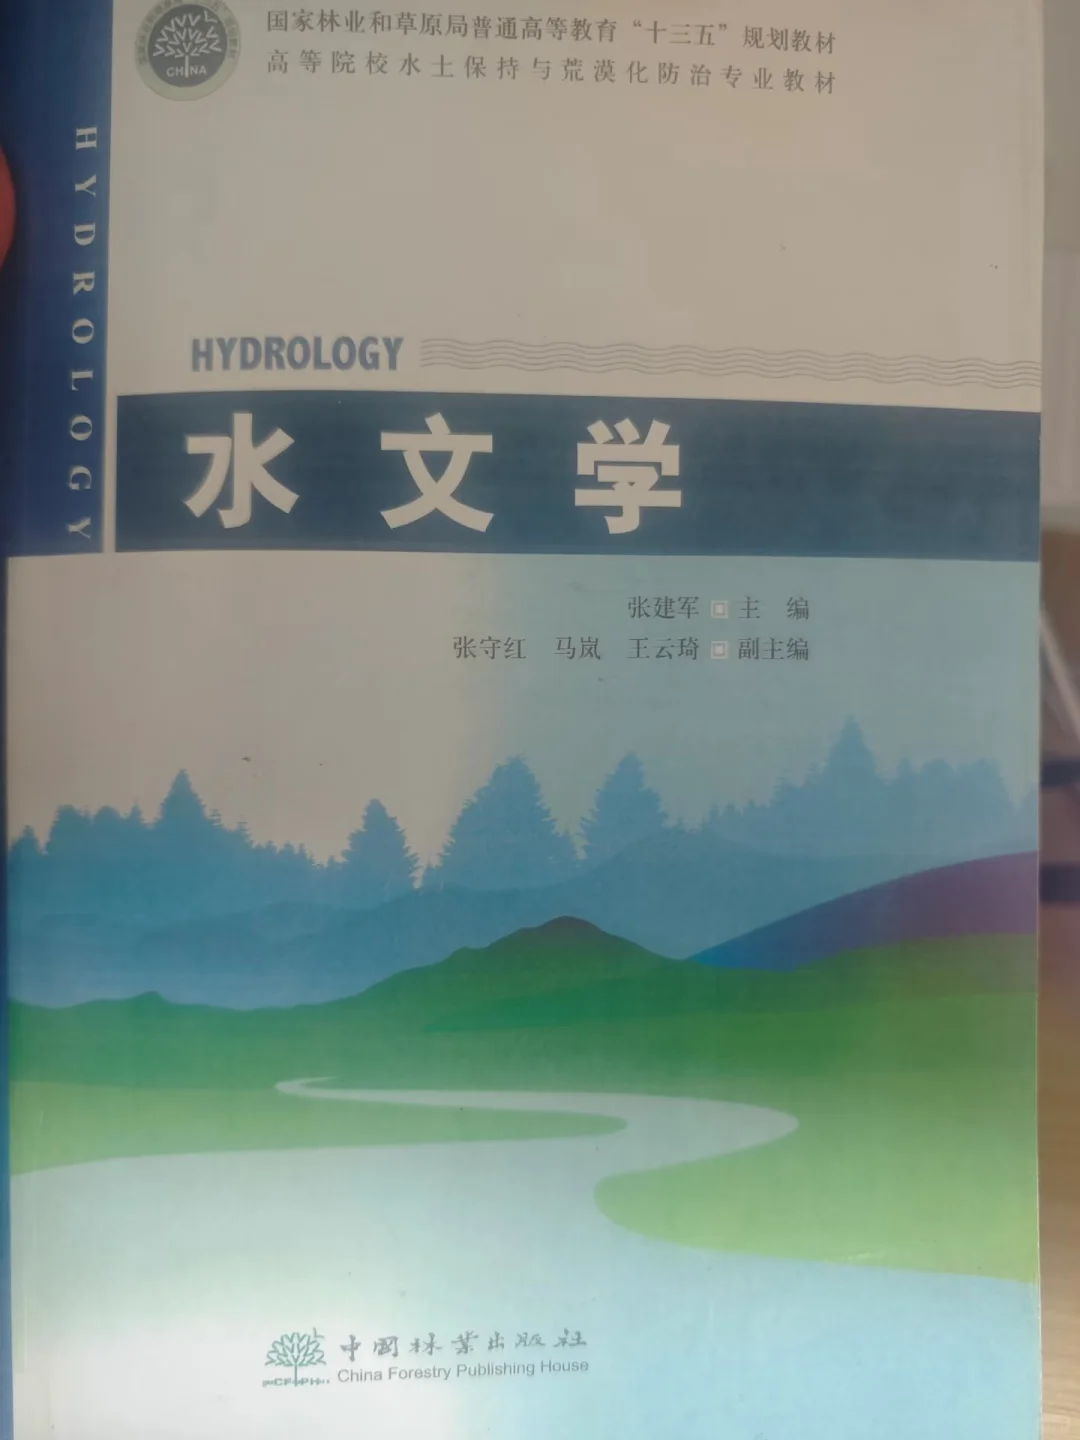 国家林业和草原局普通高等教育“十三五”规划教材
高等院校水土保持与荒漠化防治专业教材
CHINA
HYDROLOGY
HYDROLOGY
水文学
张建军 主 编
张守红 马岚 王云琦 副主编
中国林业出版社
China Forestry Publishing House